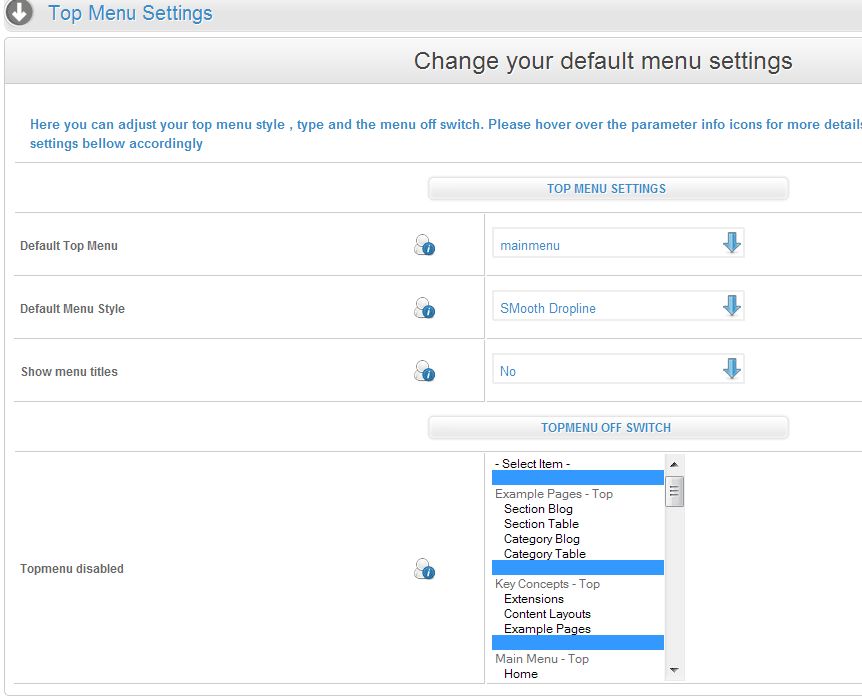 Top Menu Settings
Change your default menu settings
Here you can adjust your top menu style , type and the menu off switch. Please hover over the parameter info icons for more details
settings bellow accordingly
TOP MENU SETTINGS
Default Top Menu
mainmenu
Default Menu Style
SMooth Dropline
Show menu titles
No
TOPMENU OFF SWITCH
Topmenu disabled
- Select Item -
Example Pages - Top
Section Blog
Section Table
Category Blog
Category Table
Key Concepts - Top
Extensions
Content Layouts
Example Pages
Main Menu - Top
Home